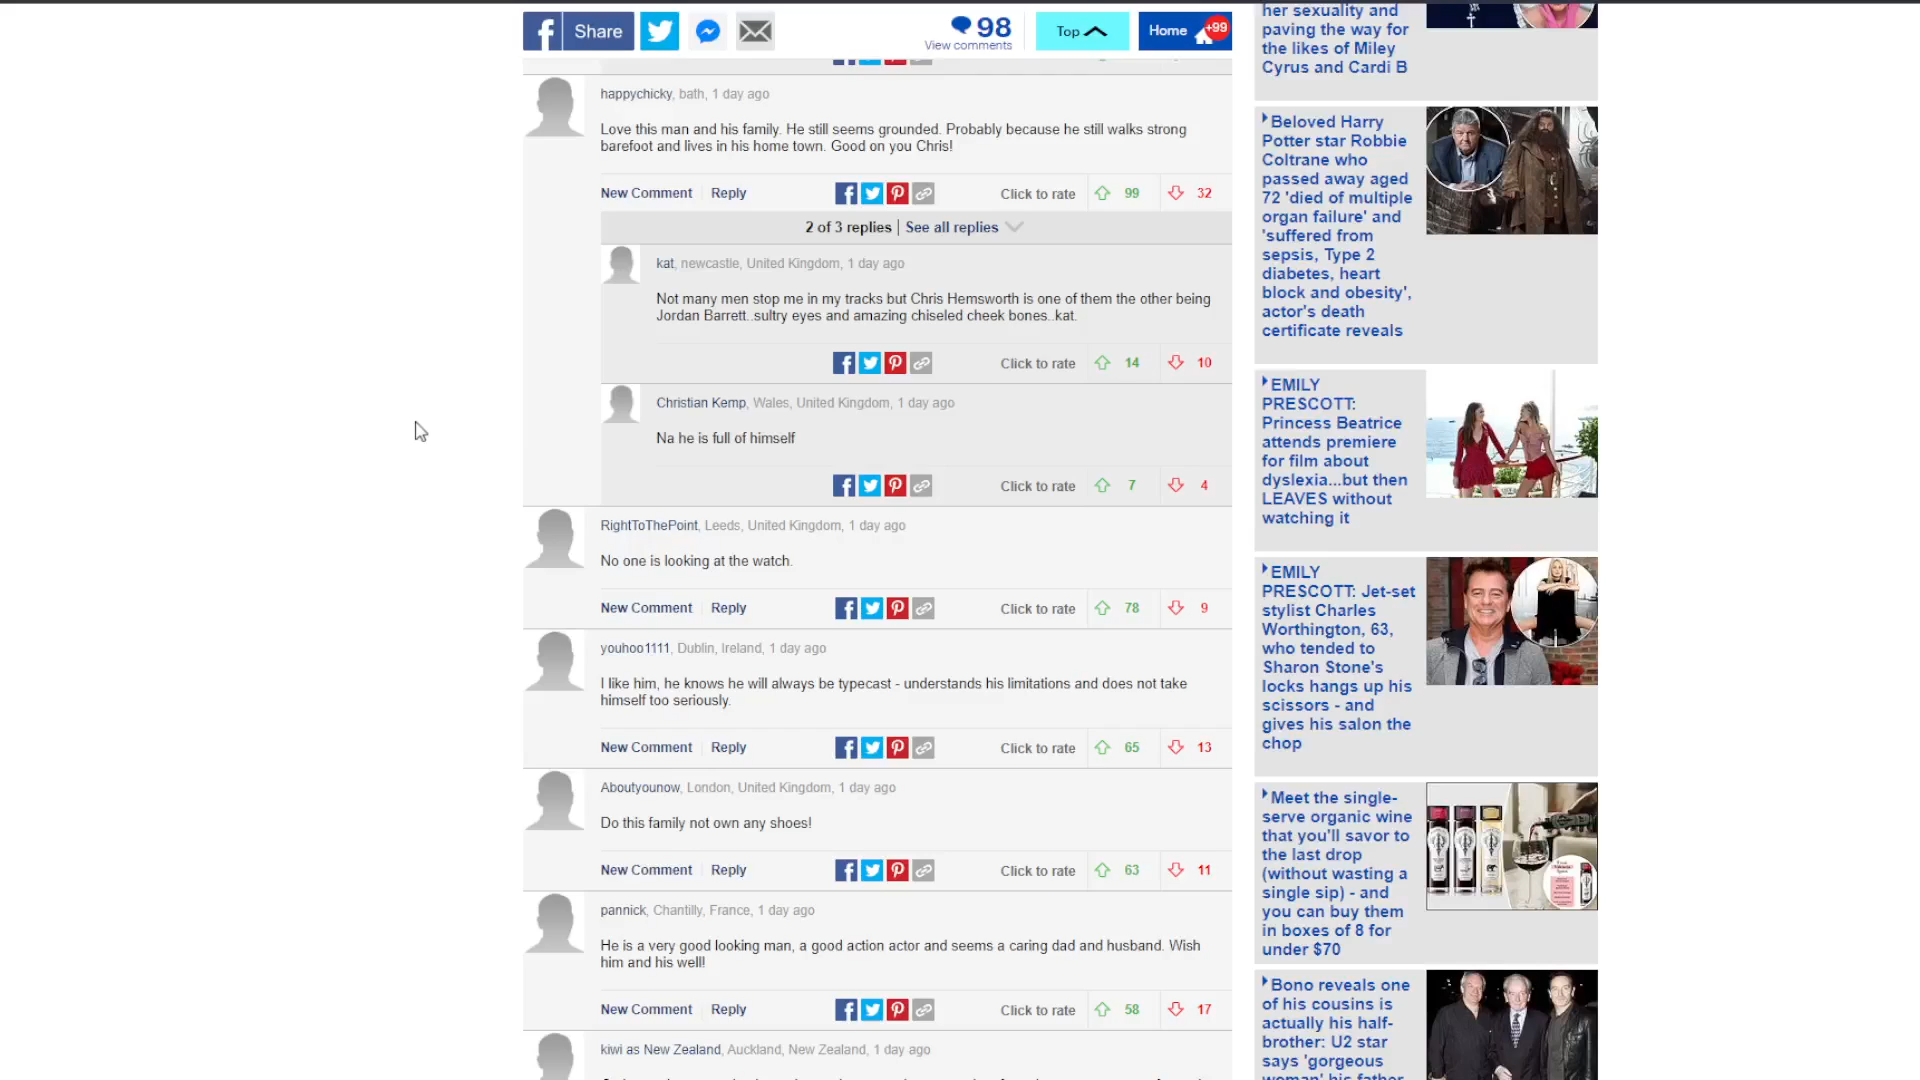 Share
98
View comments
Top
Home
+99
happychicky, bath, 1 day ago
Love this man and his family. He still seems grounded. Probably because he still walks strong
barefoot and lives in his home town. Good on you Chris!
New Comment | Reply
Click to rate
99
32
2 of 3 replies | See all replies
kat, newcastle, United Kingdom, 1 day ago
Not many men stop me in my tracks but Chris Hemsworth is one of them the other being
Jordan Barrett..sultry eyes and amazing chiseled cheek bones..kat.
Click to rate
14
10
Christian Kemp, Wales, United Kingdom, 1 day ago
Na he is full of himself
Click to rate
7
4
RightToThePoint, Leeds, United Kingdom, 1 day ago
No one is looking at the watch.
New Comment | Reply
Click to rate
78
9
youhoo1111, Dublin, Ireland, 1 day ago
I like him, he knows he will always be typecast - understands his limitations and does not take
himself too seriously.
New Comment | Reply
Click to rate
65
13
Aboutyounow, London, United Kingdom, 1 day ago
Do this family not own any shoes!
New Comment | Reply
Click to rate
63
11
pannick, Chantilly, France, 1 day ago
He is a very good looking man, a good action actor and seems a caring dad and husband. Wish
him and his well!
New Comment | Reply
Click to rate
58
17
kiwi as New Zealand, Auckland, New Zealand, 1 day ago
her sexuality and
paving the way for
the likes of Miley
Cyrus and Cardi B
Beloved Harry
Potter star Robbie
Coltrane who
passed away aged
72 'died of multiple
organ failure' and
'suffered from
sepsis, Type 2
diabetes, heart
block and obesity',
actor's death
certificate reveals
EMILY
PRESCOTT:
Princess Beatrice
attends premiere
for film about
dyslexia...but then
LEAVES without
watching it
EMILY
PRESCOTT: Jet-set
stylist Charles
Worthington, 63,
who tended to
Sharon Stone's
locks hangs up his
scissors - and
gives his salon the
chop
Meet the single-
serve organic wine
that you'll savor to
the last drop
(without wasting a
single sip) - and
you can buy them
in boxes of 8 for
under $70
Bono reveals one
of his cousins is
actually his half-
brother: U2 star
says 'gorgeous
woman' his father